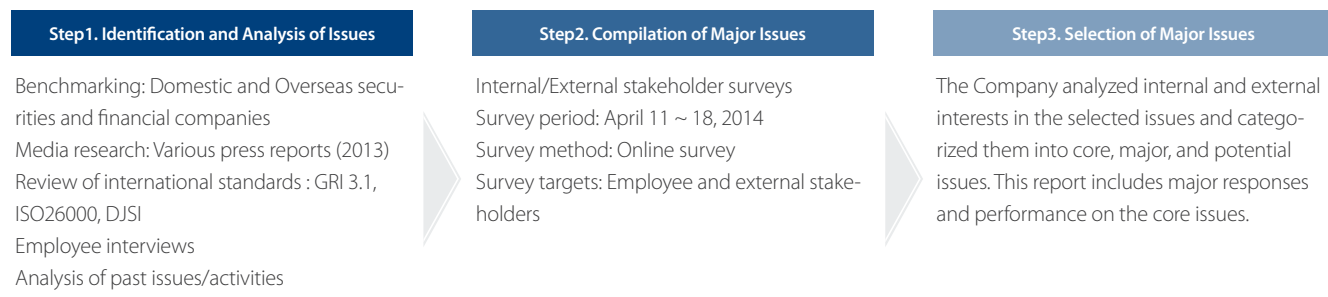 Step1. Identification and Analysis of Issues
Benchmarking: Domestic and Overseas secu-
rities and financial companies
Media research: Various press reports (2013)
Review of international standards : GRI 3.1,
ISO26000, DJSI
Employee interviews
Analysis of past issues/activities
Step2. Compilation of Major Issues
Internal/External stakeholder surveys
Survey period: April 11 ~ 18, 2014
Survey method: Online survey
Survey targets: Employee and external stake-
holders
Step3. Selection of Major Issues
The Company analyzed internal and external
interests in the selected issues and catego-
rized them into core, major, and potential
issues. This report includes major responses
and performance on the core issues.